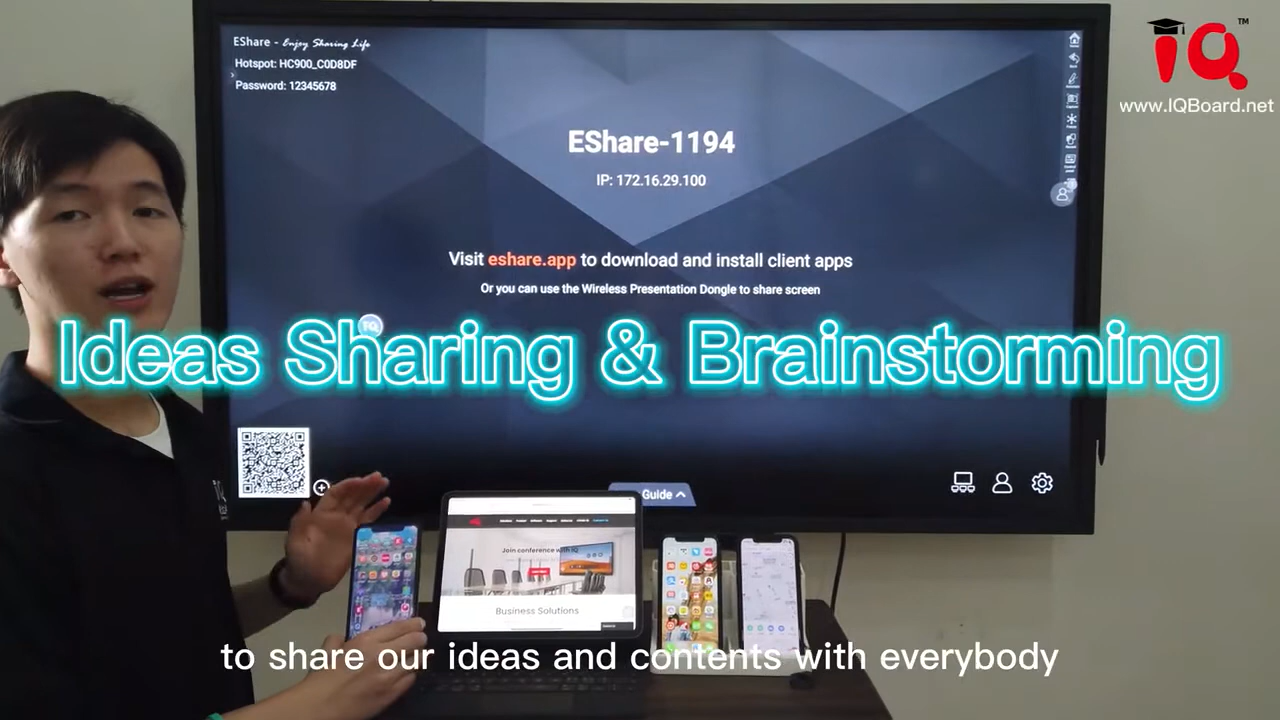 EShare - Enjoy Sharing Life
Hotspot: HC900_C0D8DF
Password: 12345678
iQ™
www.IQBoard.net
EShare-1194
IP: 172.16.29.100
Visit eshare.app to download and install client apps
Or you can use the Wireless Presentation Dongle to share screen
IQ
Ideas Sharing & Brainstorming
Guide
Join conference with IQ
Business Solutions
to share our ideas and contents with everybody